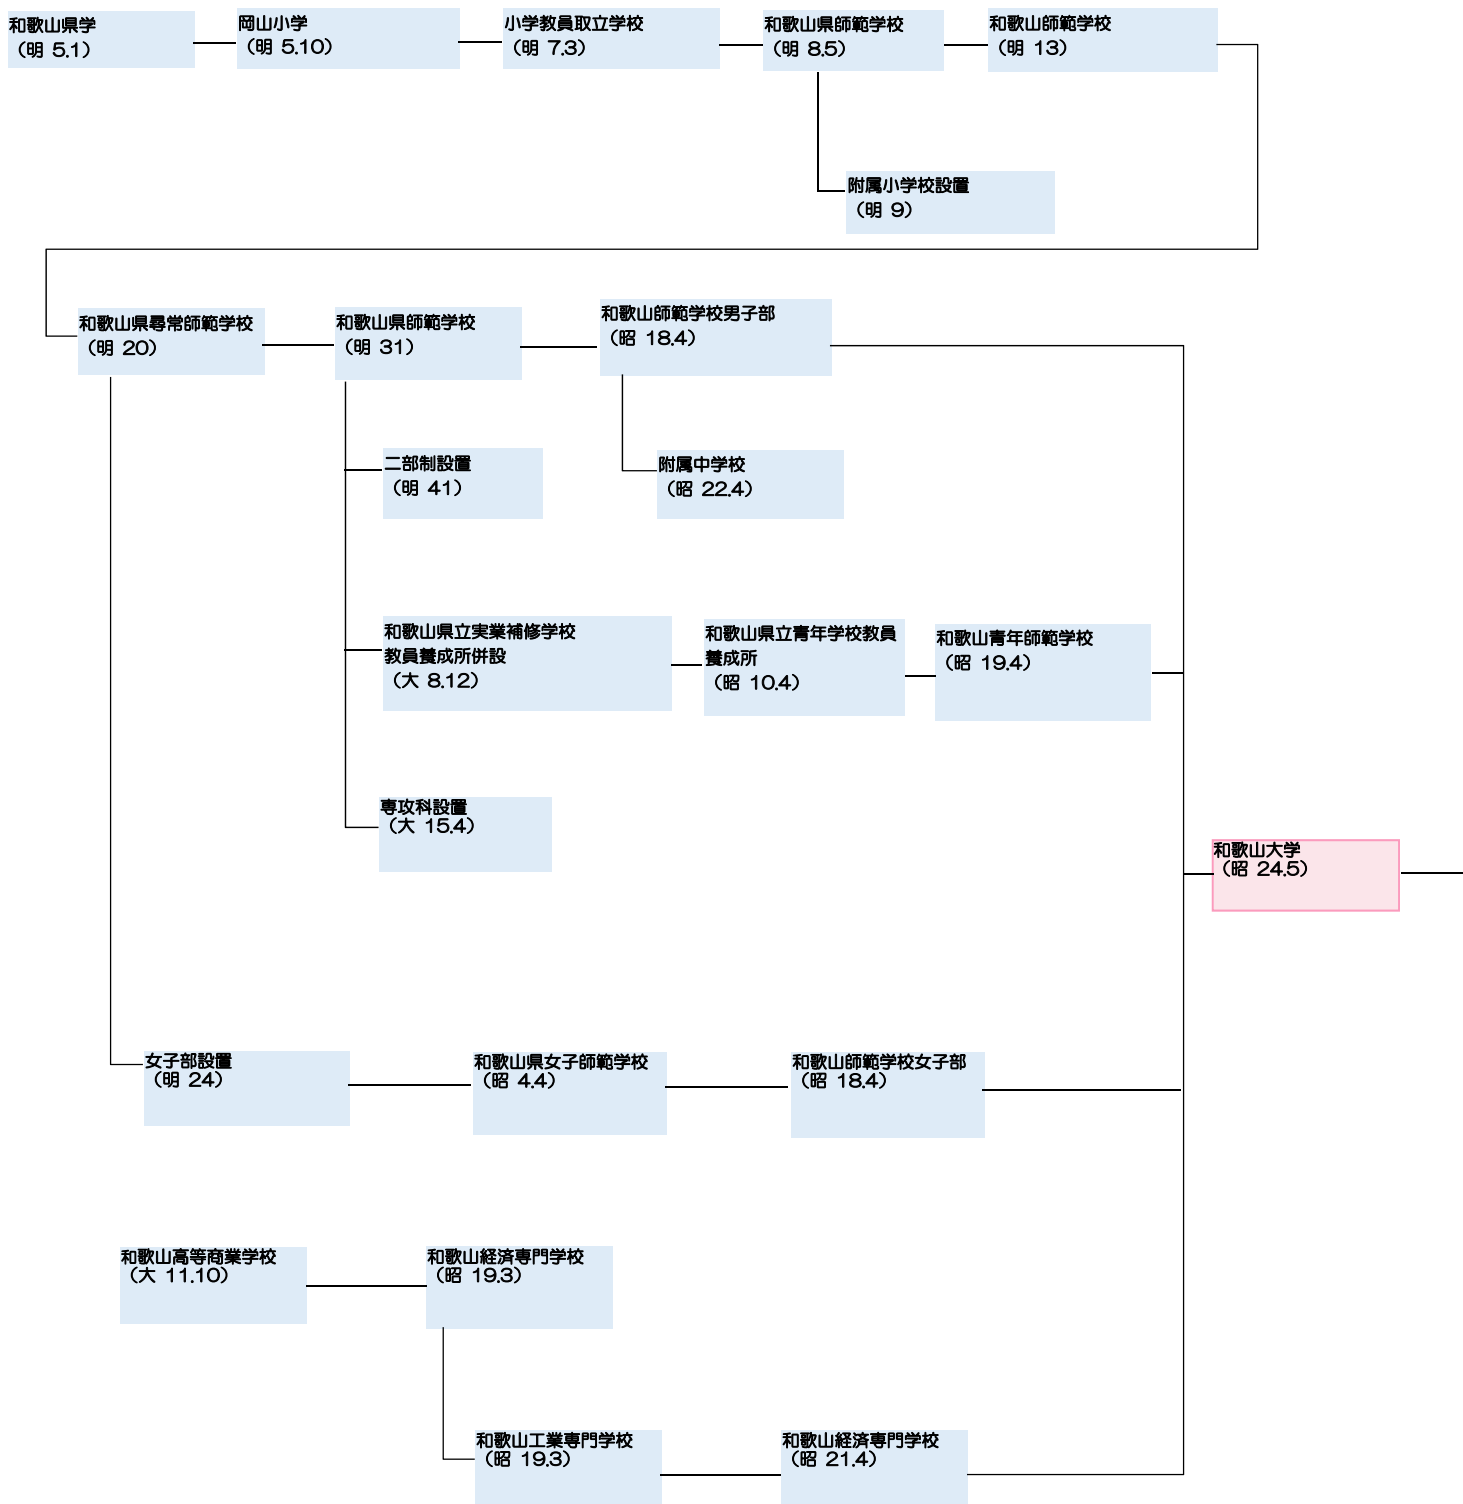 和歌山県学
（明 5.1）
岡山小学
（明 5.10）
小学教員取立学校
（明 7.3）
和歌山県師範学校
（明 8.5）
和歌山師範学校
（明 13）
附属小学校設置
（明 9）
和歌山県尋常師範学校
（明 20）
和歌山県師範学校
（明 31）
和歌山師範学校男子部
（昭 18.4）
二部制設置
（明 41）
附属中学校
（昭 22.4）
和歌山県立実業補修学校
教員養成所併設
（大 8.12）
和歌山県立青年学校教員
養成所
（昭 10.4）
和歌山青年師範学校
（昭 19.4）
専攻科設置
（大 15.4）
和歌山大学
（昭 24.5）
女子部設置
（明 24）
和歌山県女子師範学校
（昭 4.4）
和歌山師範学校女子部
（昭 18.4）
和歌山高等商業学校
（大 11.10）
和歌山経済専門学校
（昭 19.3）
和歌山工業専門学校
（昭 19.3）
和歌山経済専門学校
（昭 21.4）